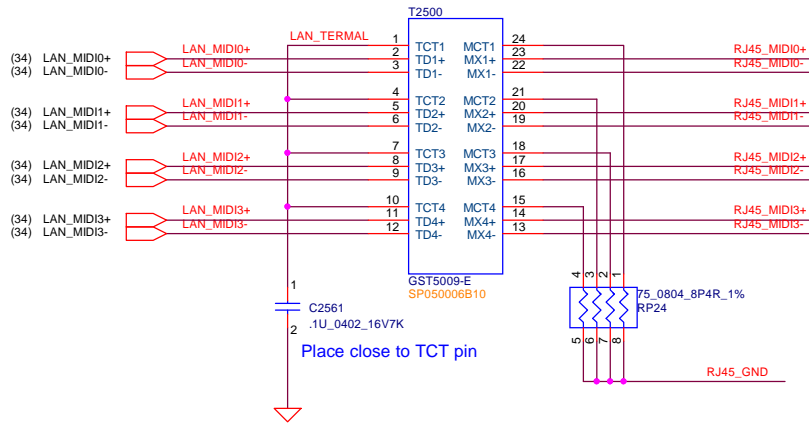 T2500
LAN_TERMAL
1 TCT1 MCT1 24
(34) LAN_MIDI0+ LAN_MIDI0+ 2 TD1+ MX1+ 23 RJ45_MIDI0+
(34) LAN_MIDI0- LAN_MIDI0- 3 TD1- MX1- 22 RJ45_MIDI0-
4 TCT2 MCT2 21
(34) LAN_MIDI1+ LAN_MIDI1+ 5 TD2+ MX2+ 20 RJ45_MIDI1+
(34) LAN_MIDI1- LAN_MIDI1- 6 TD2- MX2- 19 RJ45_MIDI1-
7 TCT3 MCT3 18
(34) LAN_MIDI2+ LAN_MIDI2+ 8 TD3+ MX3+ 17 RJ45_MIDI2+
(34) LAN_MIDI2- LAN_MIDI2- 9 TD3- MX3- 16 RJ45_MIDI2-
10 TCT4 MCT4 15
(34) LAN_MIDI3+ LAN_MIDI3+ 11 TD4+ MX4+ 14 RJ45_MIDI3+
(34) LAN_MIDI3- LAN_MIDI3- 12 TD4- MX4- 13 RJ45_MIDI3-
GST5009-E
SP050006B10
4 3 2 1
75_0804_8P4R_1%
RP24
5 6 7 8
1
C2561
.1U_0402_16V7K
2
Place close to TCT pin
RJ45_GND